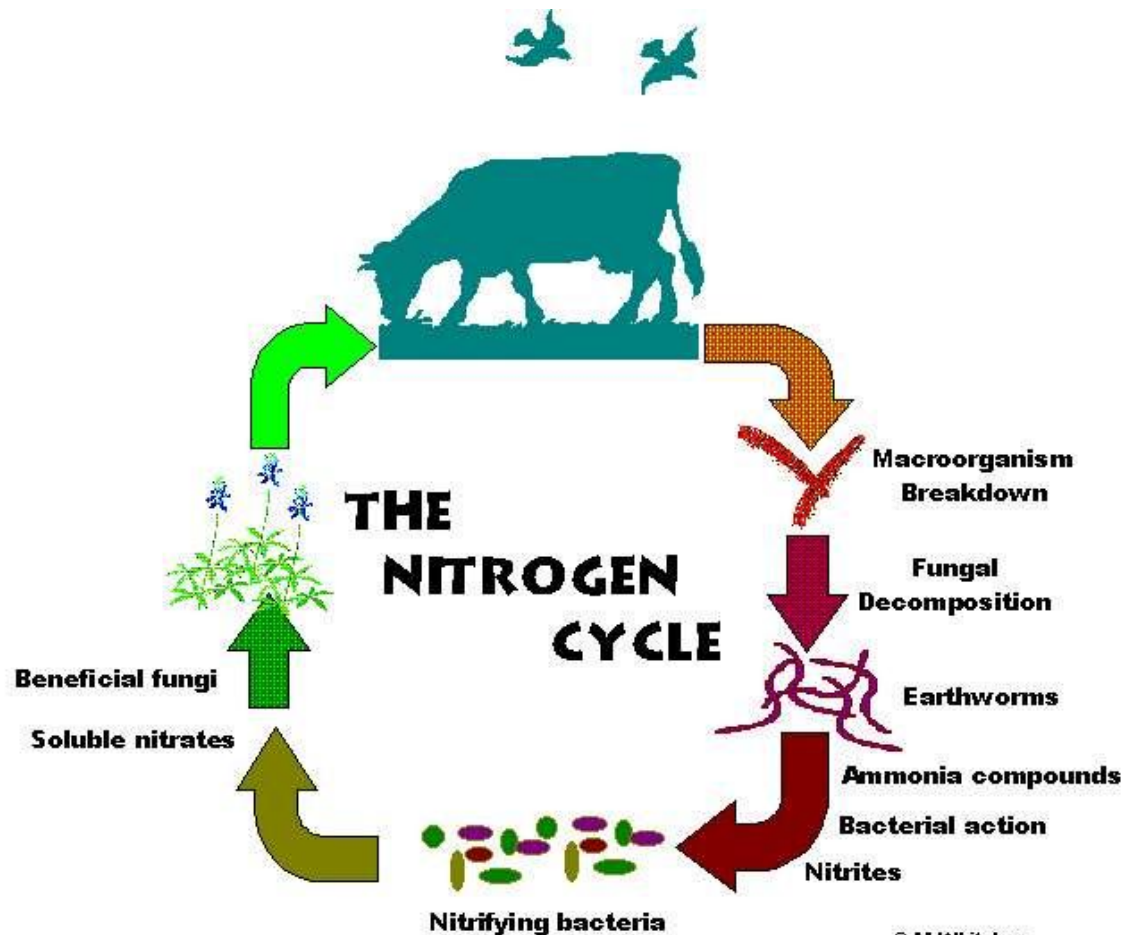 THE
NITROGEN
CYCLE
Macroorganism
Breakdown
Fungal
Decomposition
Earthworms
Ammonia compounds
Bacterial action
Nitrites
Nitrifying bacteria
Soluble nitrates
Beneficial fungi